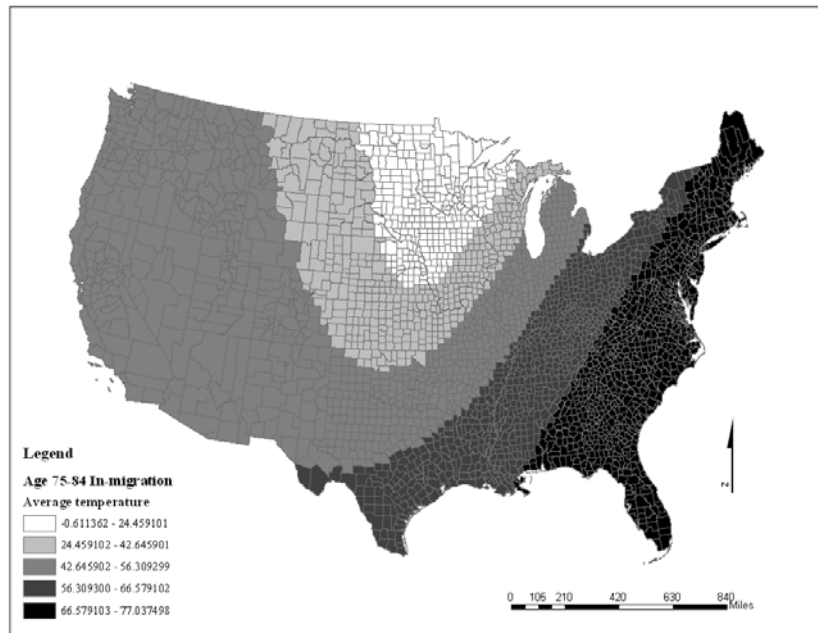 Legend
Age 75-84 In-migration
Average temperature
-0.611362 - 24.459101
24.459102 - 42.645901
42.645902 - 56.309299
56.309300 - 66.579102
66.579103 - 77.037498
N
0 105 210 420 630 840
Miles